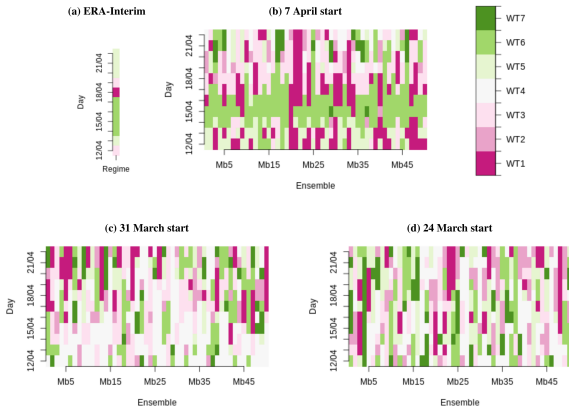 (a) ERA-Interim
Day
12/04 15/04 18/04 21/04
Regime
(b) 7 April start
Day
12/04 15/04 18/04 21/04
Mb5 Mb15 Mb25 Mb35 Mb45
Ensemble
WT7
WT6
WT5
WT4
WT3
WT2
WT1
(c) 31 March start
Day
12/04 15/04 18/04 21/04
Mb5 Mb15 Mb25 Mb35 Mb45
Ensemble
(d) 24 March start
Day
12/04 15/04 18/04 21/04
Mb5 Mb15 Mb25 Mb35 Mb45
Ensemble